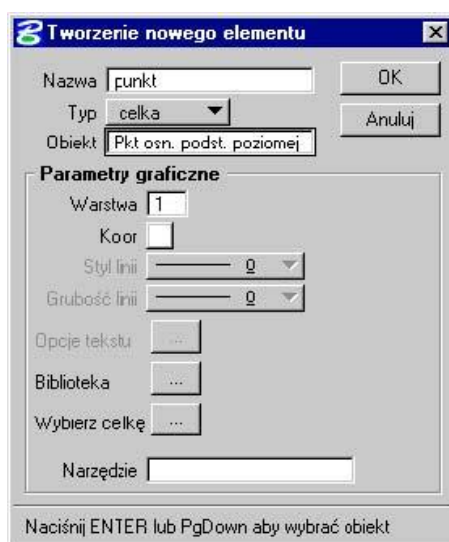 Tworzenie nowego elementu
Nazwa punkt OK
Typ celka Anuluj
Obiekt Pkt osn. podst. poziomej
Parametry graficzne
Warstwa 1
Koor
Styl linii 0
Grubość linii 0
Opcje tekstu ...
Biblioteka ...
Wybierz celkę ...
Narzędzie
Naciśnij ENTER lub PgDown aby wybrać obiekt